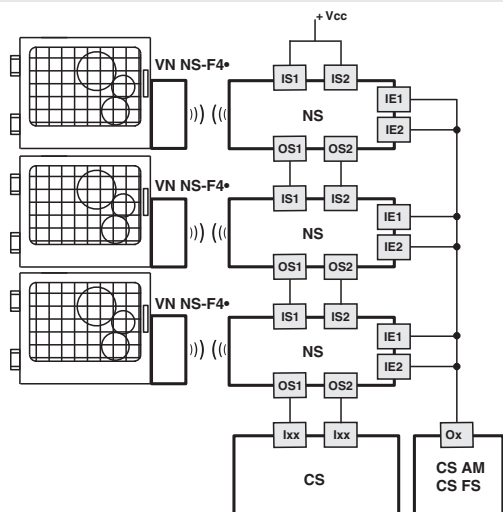 + Vcc
VN NS-F4•
IS1 IS2
NS
IE1
IE2
OS1 OS2
VN NS-F4•
IS1 IS2
NS
IE1
IE2
OS1 OS2
VN NS-F4•
IS1 IS2
NS
IE1
IE2
OS1 OS2
Ixx Ixx
CS
Ox
CS AM
CS FS